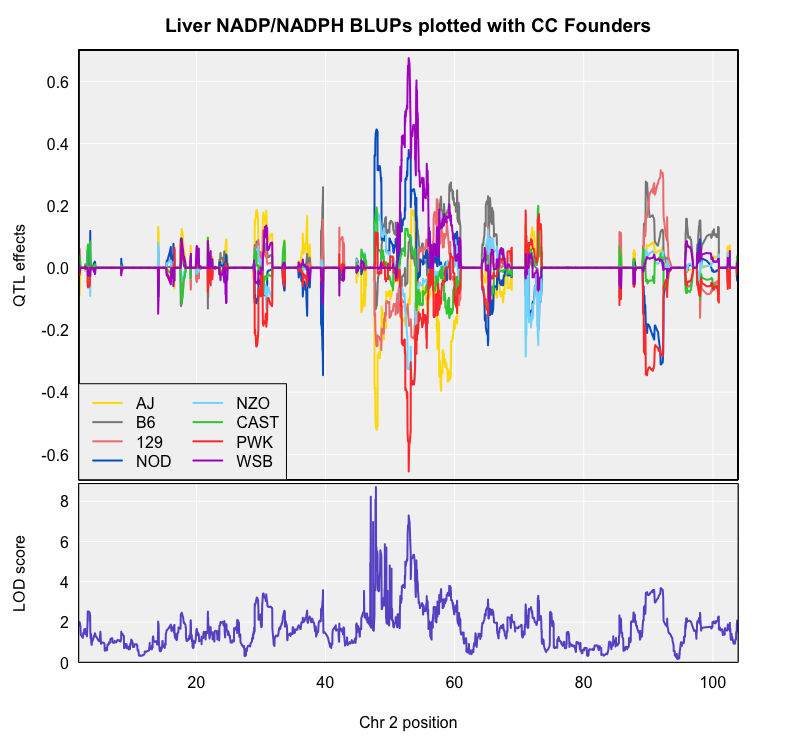 Liver NADP/NADPH BLUPs plotted with CC Founders
QTL effects
0.6
0.4
0.2
0.0
-0.2
-0.4
-0.6
AJ NZO
B6 CAST
129 PWK
NOD WSB
LOD score
8
6
4
2
0
20 40 60 80 100
Chr 2 position